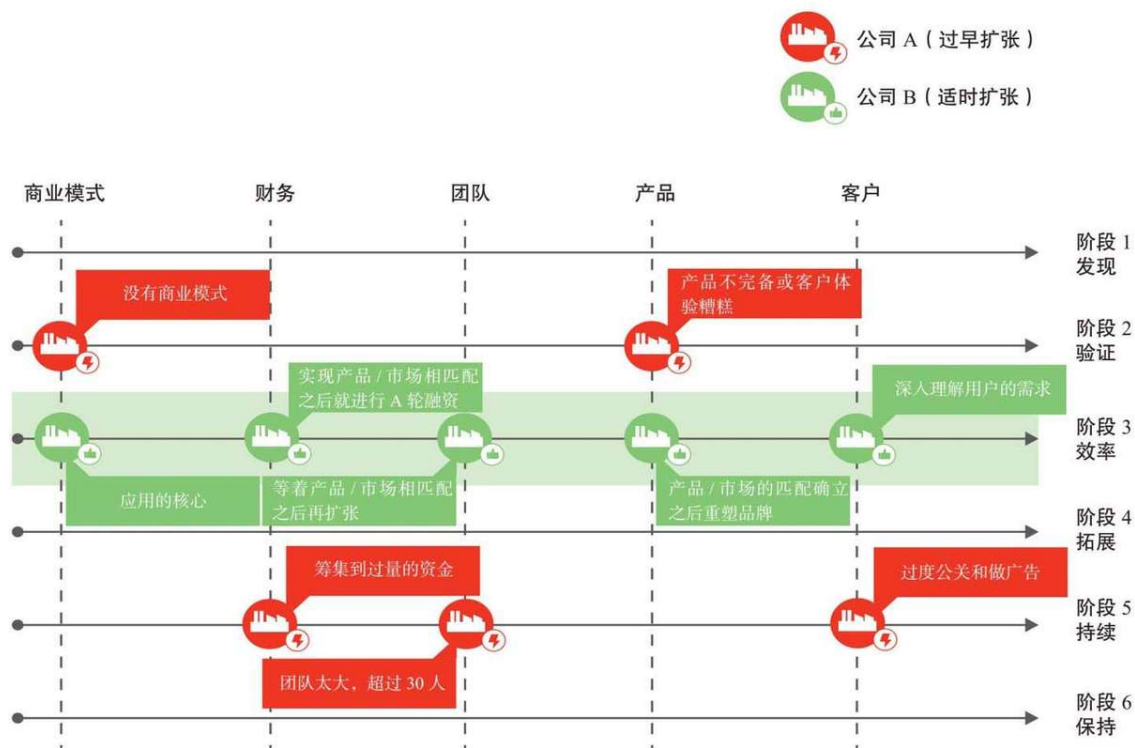 公司 A（过早扩张）
公司 B（适时扩张）
商业模式
财务
团队
产品
客户
阶段 1
发现
没有商业模式
产品不完备或客户体
验糟糕
阶段 2
验证
实现产品/市场相匹配
之后就进行 A 轮融资
深入理解用户的需求
阶段 3
效率
应用的核心
等着产品/市场相匹配
之后再扩张
产品/市场的匹配确立
之后重塑品牌
阶段 4
拓展
筹集到过量的资金
过度公关和做广告
阶段 5
持续
团队太大，超过 30 人
阶段 6
保持